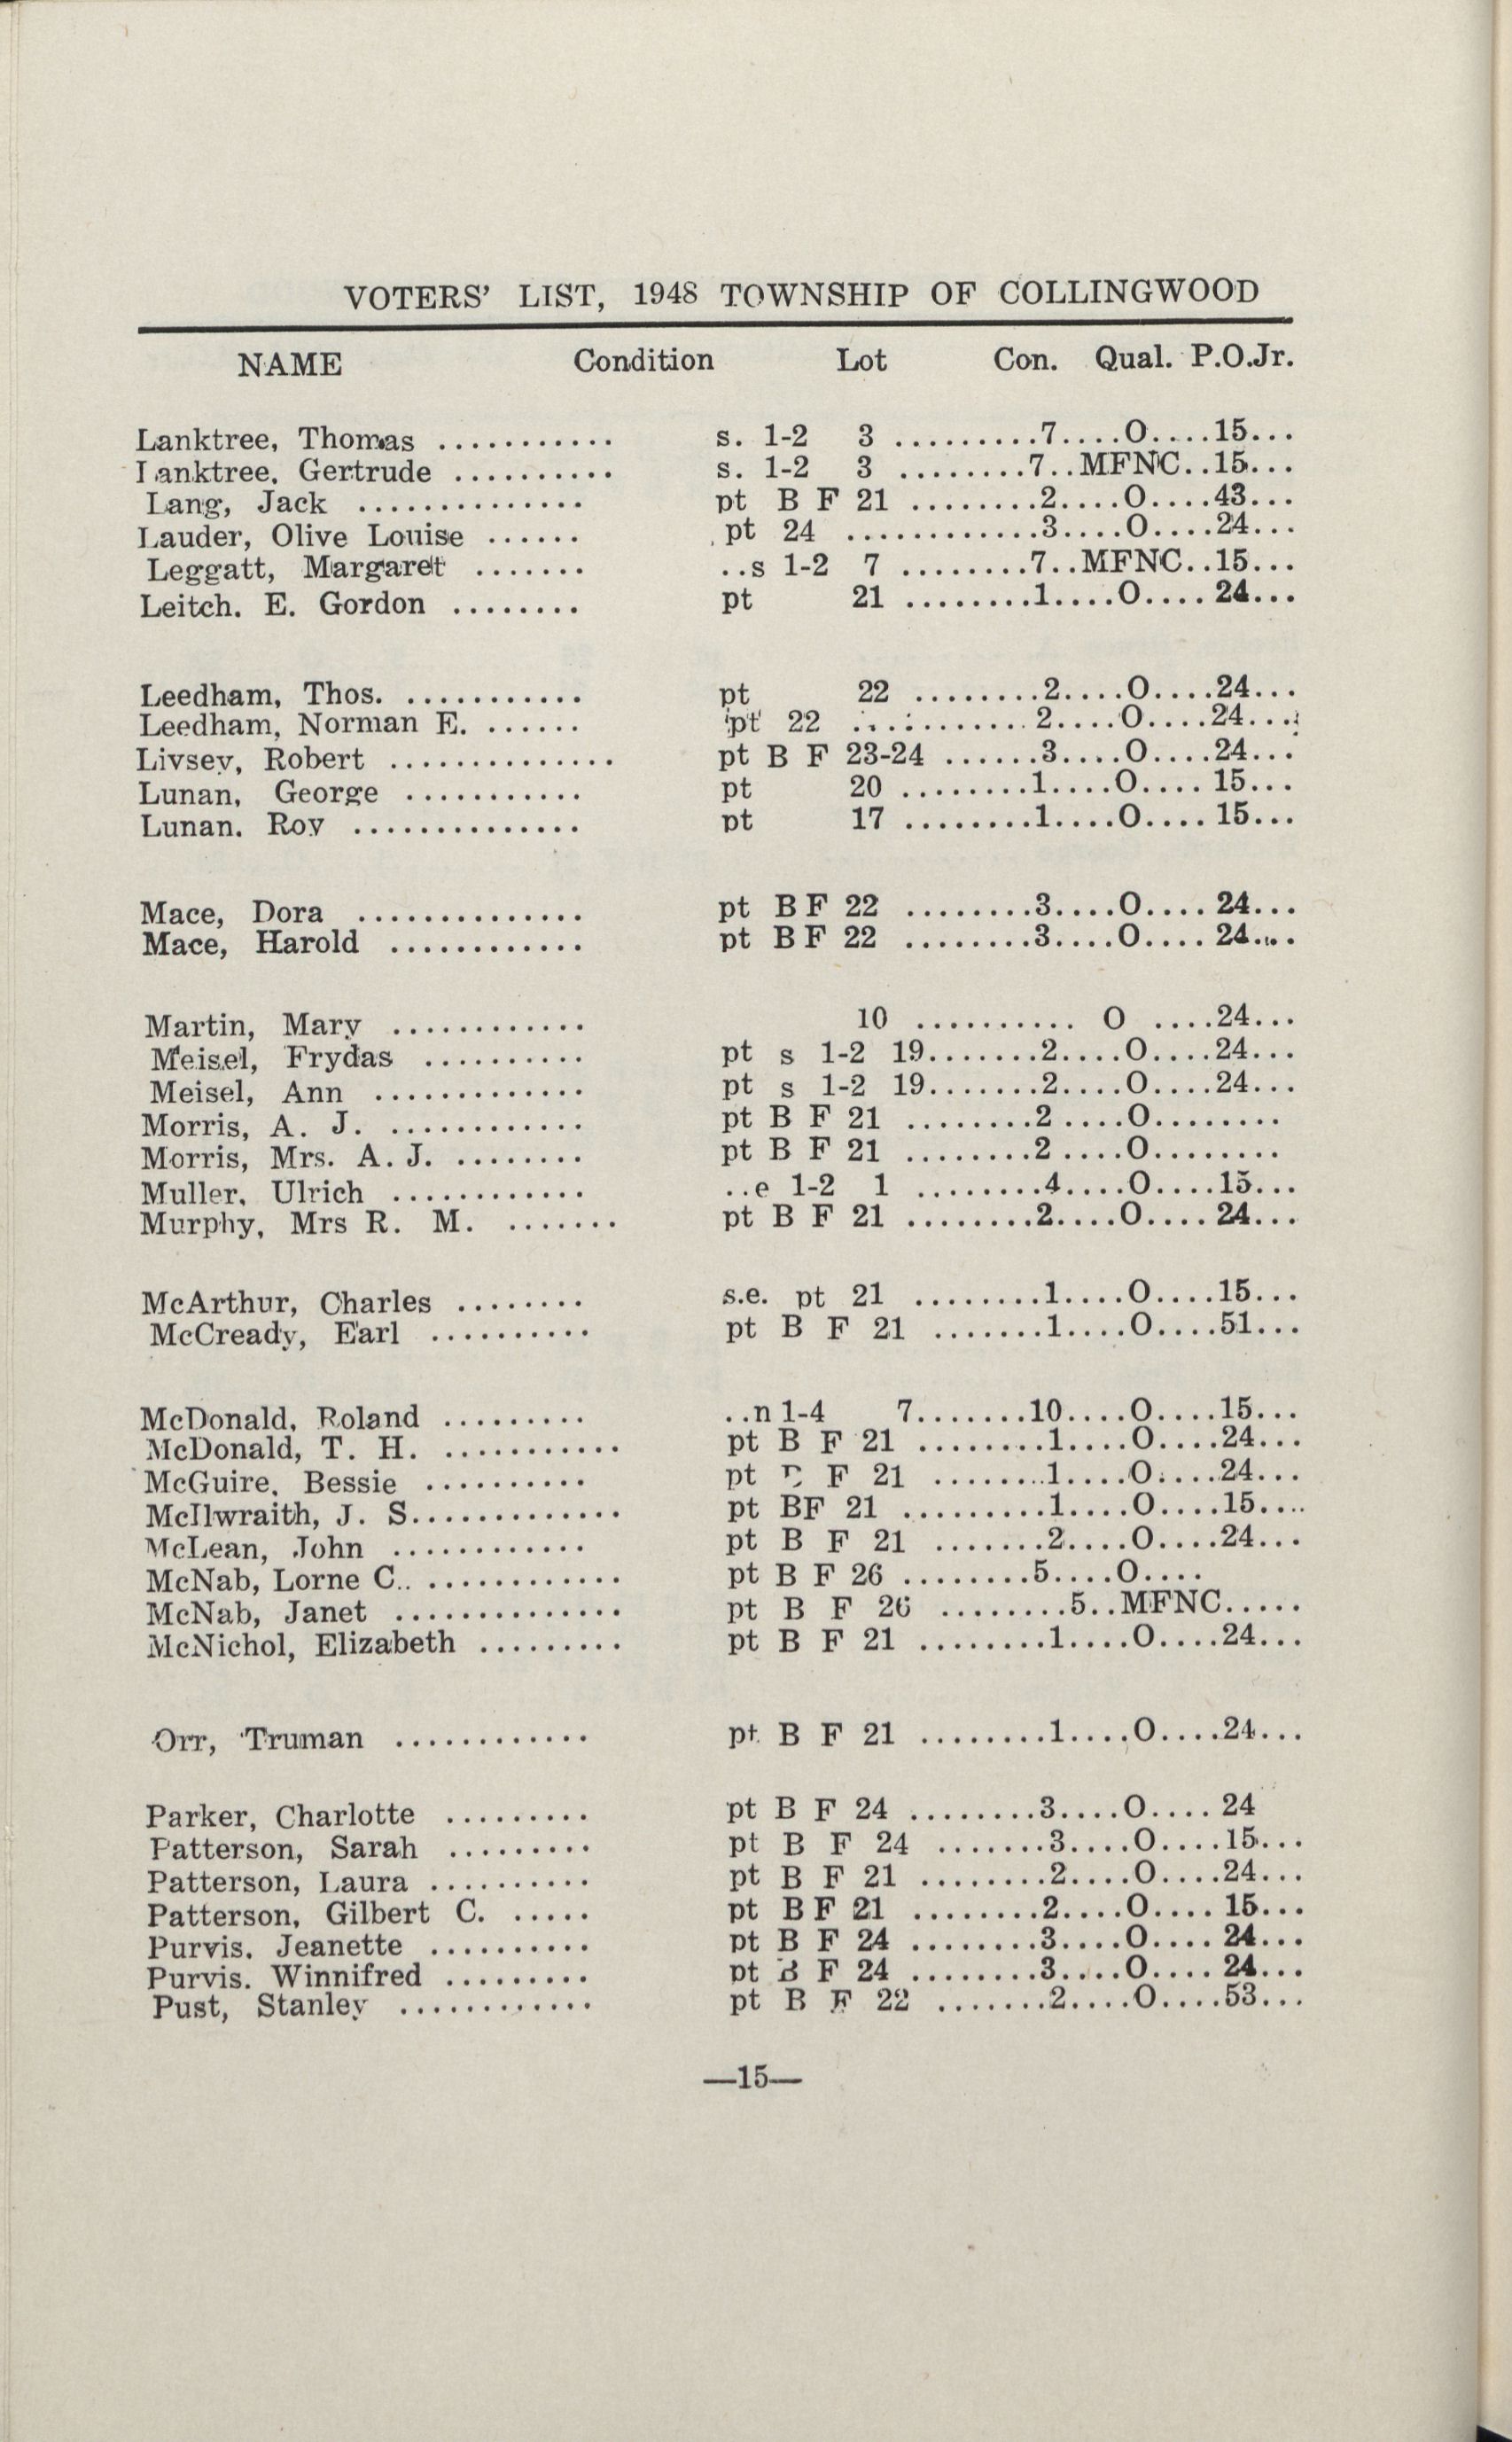 VOTERS' LIST, 1948 TOWNSHIP OF COLLINGWOOD
NAME Condition Lot Con. Qual. P.O.Jr.
Lanktree, Thomas ........... s. 1-2 3 .........7....O....15...
Lanktree, Gertrude .......... s. 1-2 3 ........7..MFNC..15...
Lang, Jack .............. pt B F 21 ........2....O....43...
Lauder, Olive Louise ...... pt 24 ............3....O....24...
Leggatt, Margaret ....... ..s 1-2 7 ........7..MFNC..15...
Leitch. E. Gordon ........ pt 21 ........1....O.... 24...
Leedham, Thos. ........... pt 22 ........2....O....24...
Leedham, Norman E. ...... pt 22 ............2....O....24...
Livsey, Robert .............. pt B F 23-24 ......3....O....24...
Lunan, George ........... pt 20 ........1....O.... 15...
Lunan. Roy .............. pt 17 ........1....O.... 15...
Mace, Dora .............. pt B F 22 ........3....O.... 24...
Mace, Harold ............ pt B F 22 ........3....O.... 24....
Martin, Mary ............ 10 .......... O ....24...
Meisel, Frydas .......... pt s 1-2 19.......2....O....24...
Meisel, Ann ............. pt s 1-2 19.......2....O....24...
Morris, A. J. ............ pt B F 21 ........2 ....O........
Morris, Mrs. A. J. ........ pt B F 21 ........2 ....O........
Muller, Ulrich ............ ..e 1-2 1 ........4....O....15...
Murphy, Mrs R. M. ....... pt B F 21 ........2....O.... 24...
McArthur, Charles ........ s.e. pt 21 ........1....O....15...
McCready, Earl .......... pt B F 21 .......1....O....51...
McDonald, Roland ......... ..n 1-4 7.......10....O....15...
McDonald, T. H. ........... pt B F 21 ........1....O....24...
McGuire, Bessie .......... pt F 21 .......1....O....24...
McIlwraith, J. S............. pt BF 21 .........1....O....15....
McLean, John ............ pt B F 21 .......2....O....24...
McNab, Lorne C.. ............ pt B F 26 ........5....O....
McNab, Janet .............. pt B F 26 ........5..MFNC.....
McNichol, Elizabeth ......... pt B F 21 ........1....O....24...
Orr, Truman ............ pt B F 21 ........1....O....24...
Parker, Charlotte ......... pt B F 24 ........3....O.... 24
Patterson, Sarah ......... pt B F 24 .......3....O....15...
Patterson, Laura .......... pt B F 21 ........2....O....24...
Patterson, Gilbert C. ..... pt B F 21 ........2....O.... 15...
Purvis. Jeanette .......... pt B F 24 ........3....O.... 24...
Purvis. Winnifred ......... pt B F 24 ........3....O.... 24...
Pust, Stanley ............ pt B F 22 .......2....O....53...
—15—